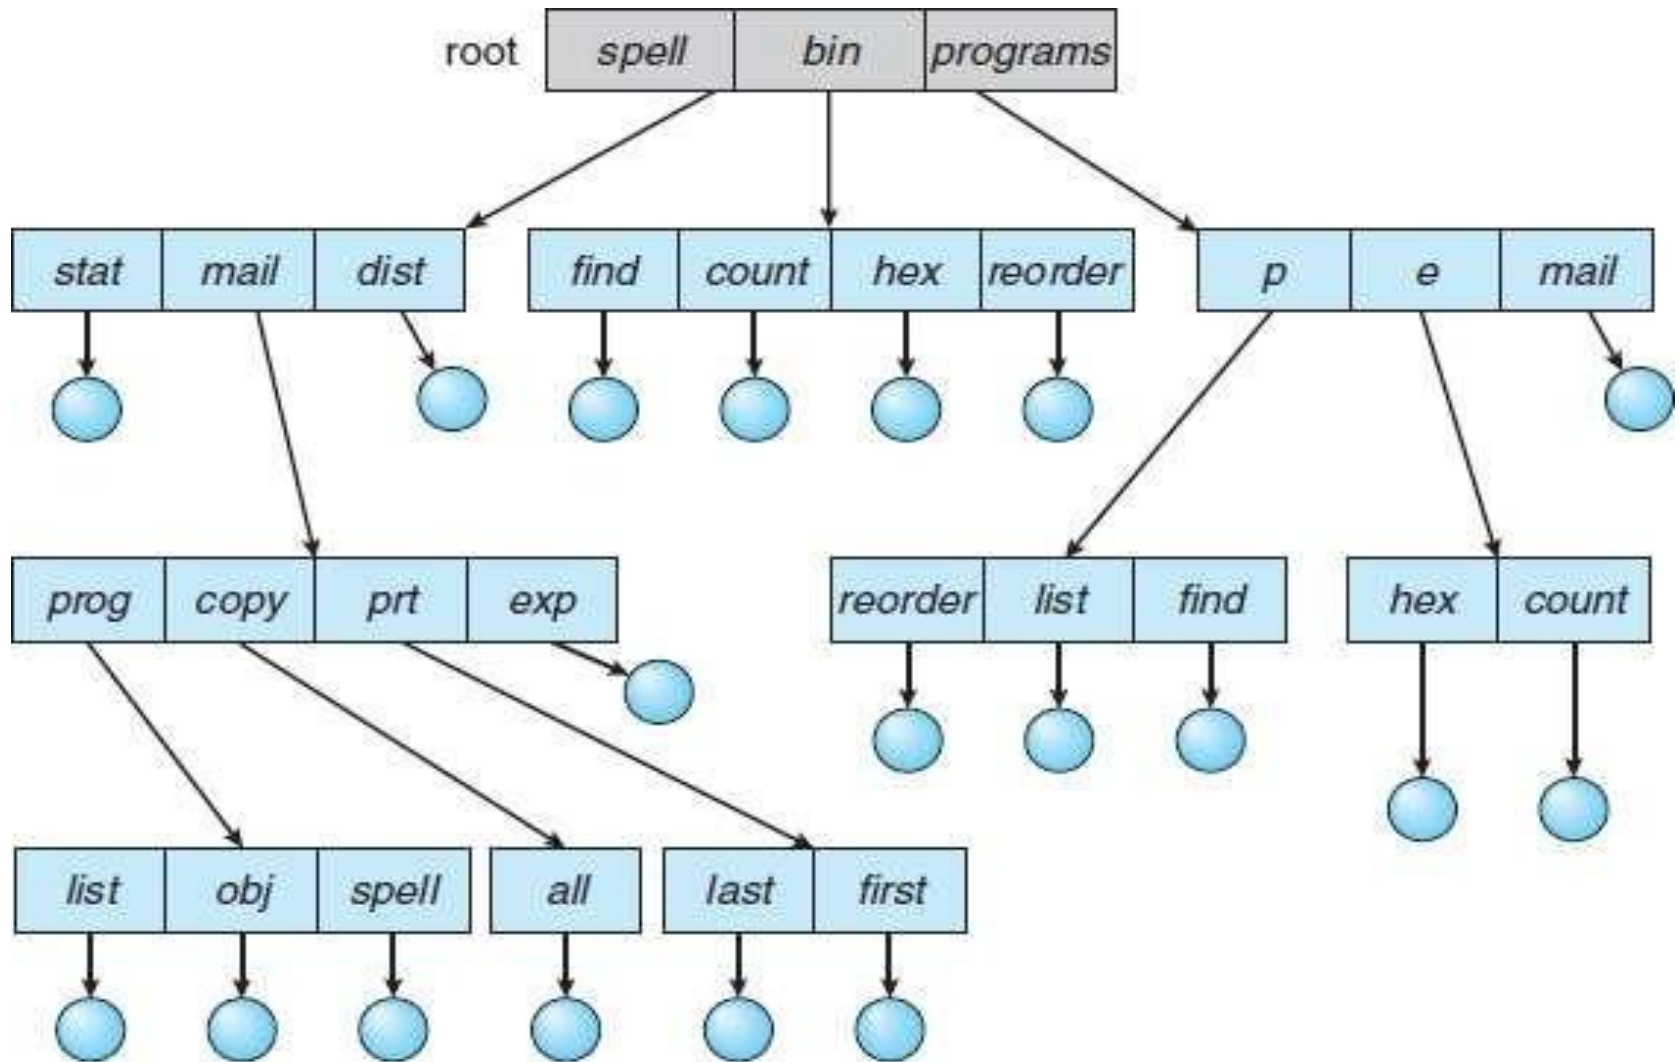 root spell bin programs
stat mail dist find count hex reorder p e mail
prog copy prt exp reorder list find hex count
list obj spell all last first